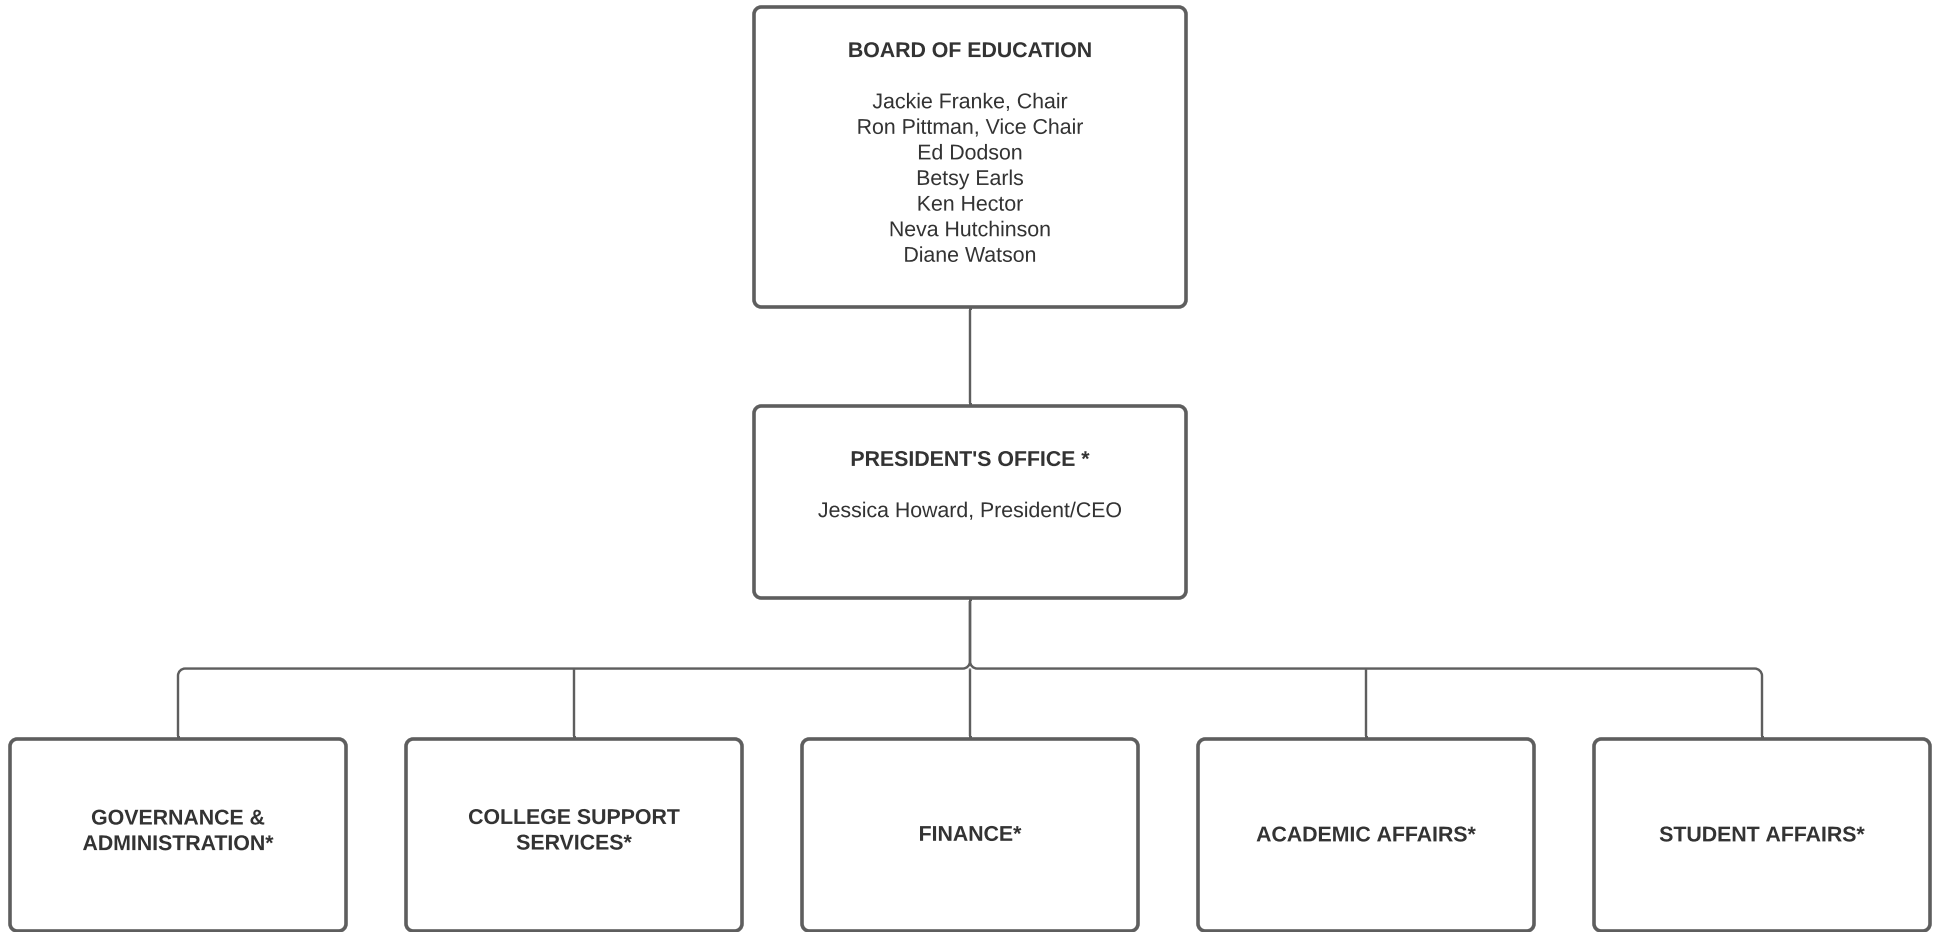 BOARD OF EDUCATION
Jackie Franke, Chair
Ron Pittman, Vice Chair
Ed Dodson
Betsy Earls
Ken Hector
Neva Hutchinson
Diane Watson
PRESIDENT'S OFFICE *
Jessica Howard, President/CEO
GOVERNANCE &
ADMINISTRATION*
COLLEGE SUPPORT
SERVICES*
FINANCE*
ACADEMIC AFFAIRS*
STUDENT AFFAIRS*